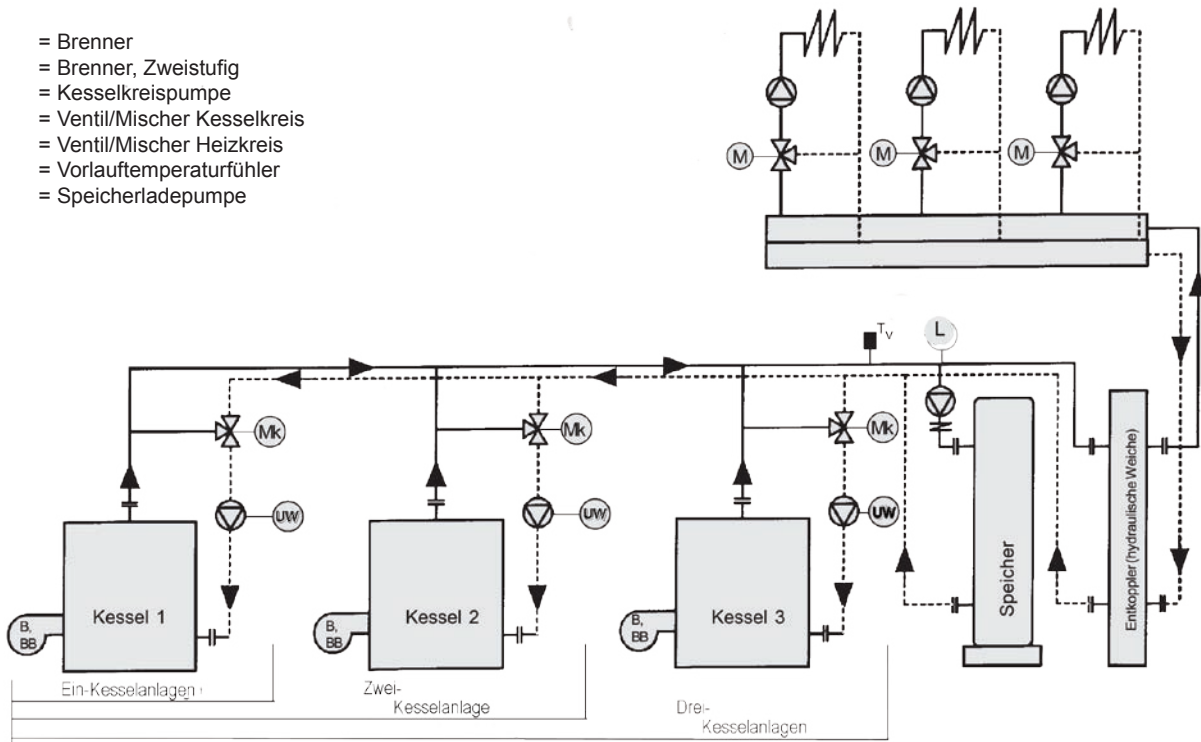 = Brenner
= Brenner, Zweistufig
= Kesselkreispumpe
= Ventil/Mischer Kesselkreis
= Ventil/Mischer Heizkreis
= Vorlauftemperaturfühler
= Speicherladepumpe
M
M
M
Tv
L
Mk
Mk
Mk
UW
UW
UW
Kessel 1
Kessel 2
Kessel 3
B,
BB
B,
BB
B,
BB
Speicher
Entkoppler (hydraulische Weiche)
Ein-Kesselanlagen
Zwei-
Kesselanlage
Drei-
Kesselanlagen